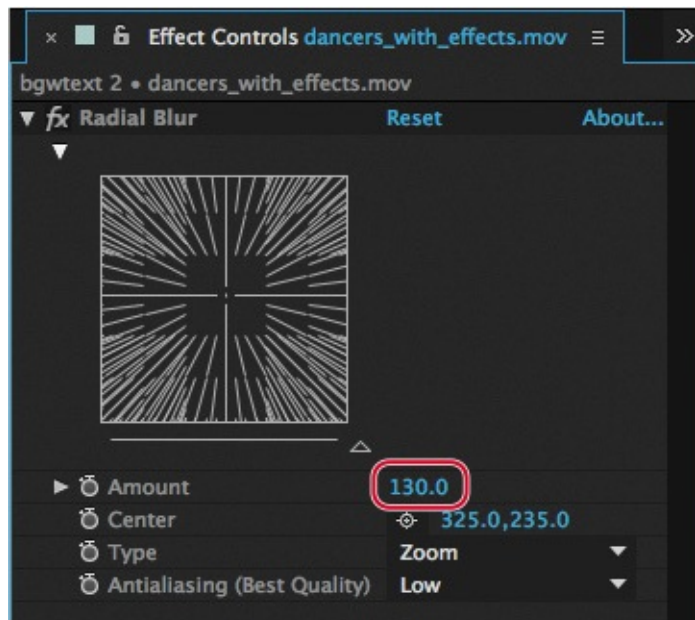 × Effect Controls dancers_with_effects.mov ≡ »
bgwtext 2 • dancers_with_effects.mov
fx Radial Blur Reset About...
Amount 130.0
Center 325.0,235.0
Type Zoom
Antialiasing (Best Quality) Low